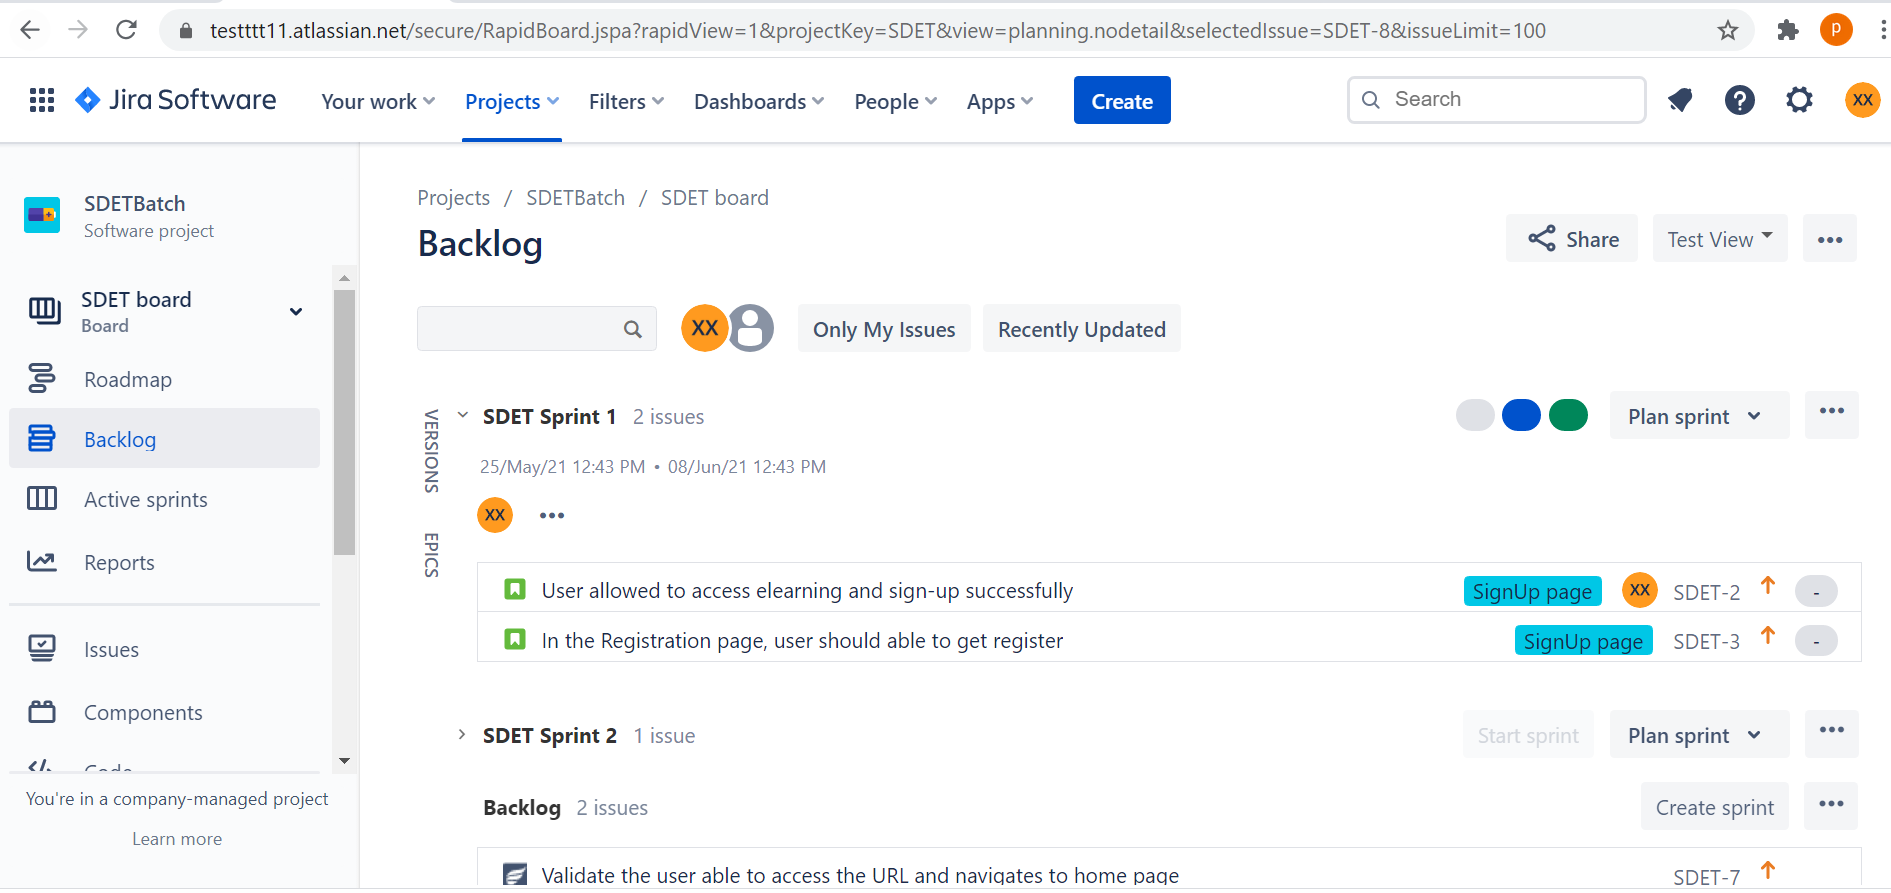 testttt11.atlassian.net/secure/RapidBoard.jspa?rapidView=1&projectKey=SDET&view=planning.nodetail&selectedIssue=SDET-8&issueLimit=100
p
Jira Software
Your work
Projects
Filters
Dashboards
People
Apps
Create
Search
XX
SDETBatch
Software project
SDET board
Board
Roadmap
Backlog
Active sprints
Reports
Issues
Components
Code
You're in a company-managed project
Learn more
Projects / SDETBatch / SDET board
Backlog
Share
Test View
XX
Only My Issues
Recently Updated
VERSIONS
EPICS
SDET Sprint 1 2 issues
Plan sprint
25/May/21 12:43 PM • 08/Jun/21 12:43 PM
XX
User allowed to access elearning and sign-up successfully
SignUp page
XX
SDET-2
-
In the Registration page, user should able to get register
SignUp page
SDET-3
-
SDET Sprint 2 1 issue
Start sprint
Plan sprint
Backlog 2 issues
Create sprint
Validate the user able to access the URL and navigates to home page
SDET-7